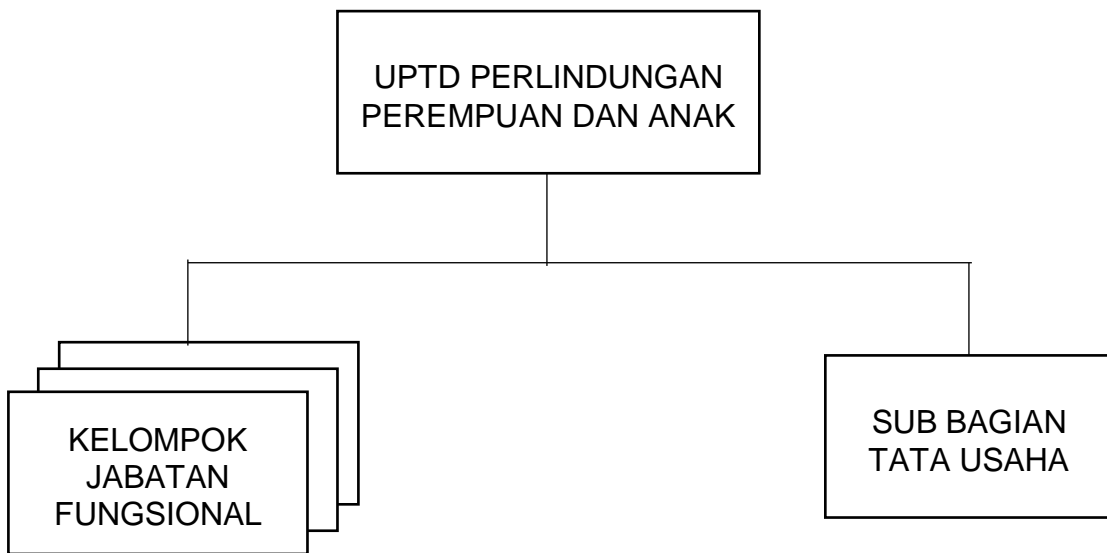 UPTD PERLINDUNGAN
PEREMPUAN DAN ANAK
KELOMPOK
JABATAN
FUNGSIONAL
SUB BAGIAN
TATA USAHA